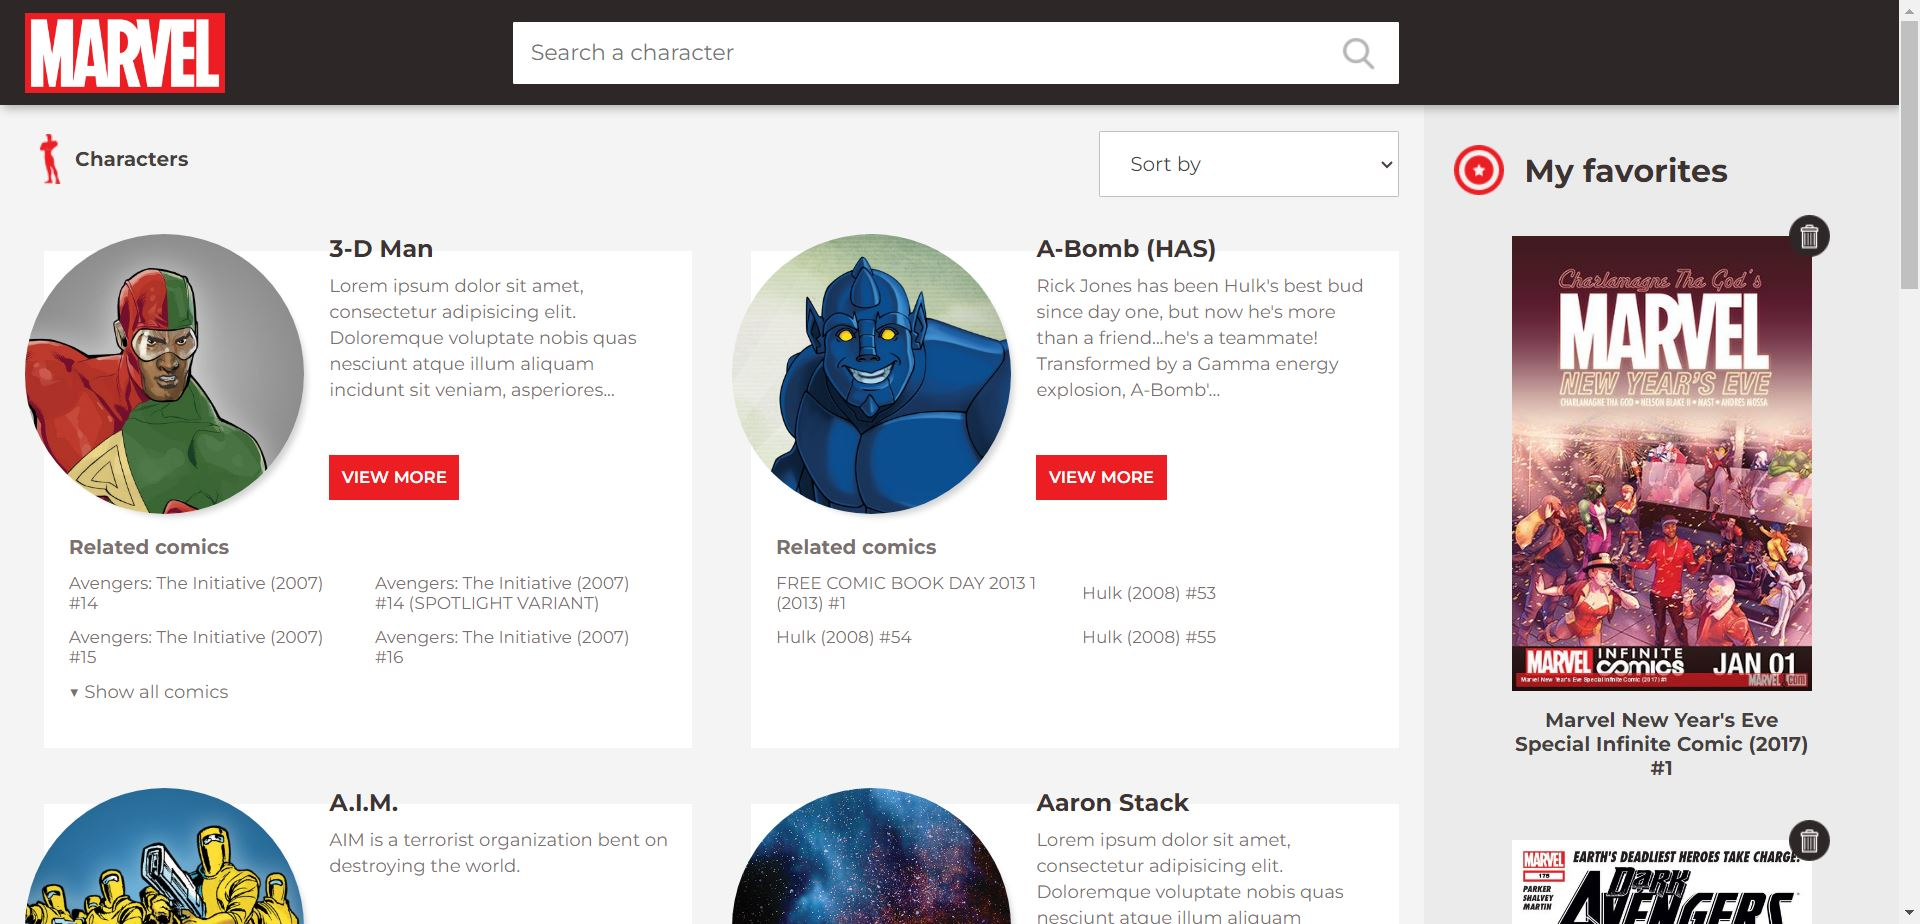 MARVEL
Search a character
Characters
Sort by
My favorites
3-D Man
Lorem ipsum dolor sit amet,
consectetur adipisicing elit.
Doloremque voluptate nobis quas
nesciunt atque illum aliquam
incidunt sit veniam, asperiores...
VIEW MORE
Related comics
Avengers: The Initiative (2007)
#14
Avengers: The Initiative (2007)
#14 (SPOTLIGHT VARIANT)
Avengers: The Initiative (2007)
#15
Avengers: The Initiative (2007)
#16
▾ Show all comics
A-Bomb (HAS)
Rick Jones has been Hulk's best bud
since day one, but now he's more
than a friend...he's a teammate!
Transformed by a Gamma energy
explosion, A-Bomb'...
VIEW MORE
Related comics
FREE COMIC BOOK DAY 2013 1
(2013) #1
Hulk (2008) #53
Hulk (2008) #54
Hulk (2008) #55
A.I.M.
AIM is a terrorist organization bent on
destroying the world.
Aaron Stack
Lorem ipsum dolor sit amet,
consectetur adipisicing elit.
Doloremque voluptate nobis quas
nesciunt atque illum aliquam
Charlamagne Tha God's
MARVEL
NEW YEAR'S EVE
CHARLAMAGNE THA GOD • NELSON BLAKE II • MAST • ANDRES MOSSA
MARVEL INFINITE COMICS JAN 01
Marvel New Year's Eve Special Infinite Comic (2017) #1
MARVEL.COM
Marvel New Year's Eve
Special Infinite Comic (2017)
#1
MARVEL
175
PARKER
SHALVEY
MARTIN
EARTH'S DEADLIEST HEROES TAKE CHARGE!
DARK
AVENGERS